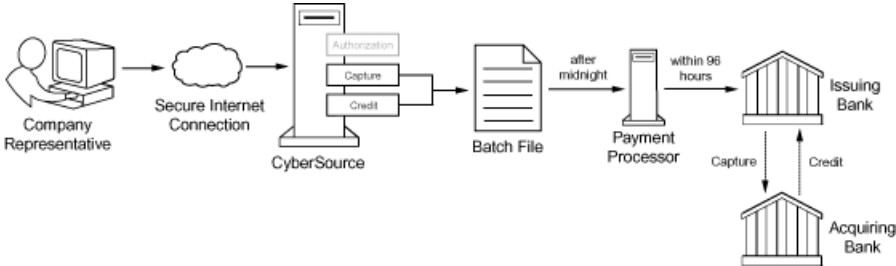 Company
Representative
Secure Internet
Connection
Authorization
Capture
Credit
CyberSource
Batch File
after
midnight
Payment
Processor
within 96
hours
Issuing
Bank
Capture
Credit
Acquiring
Bank